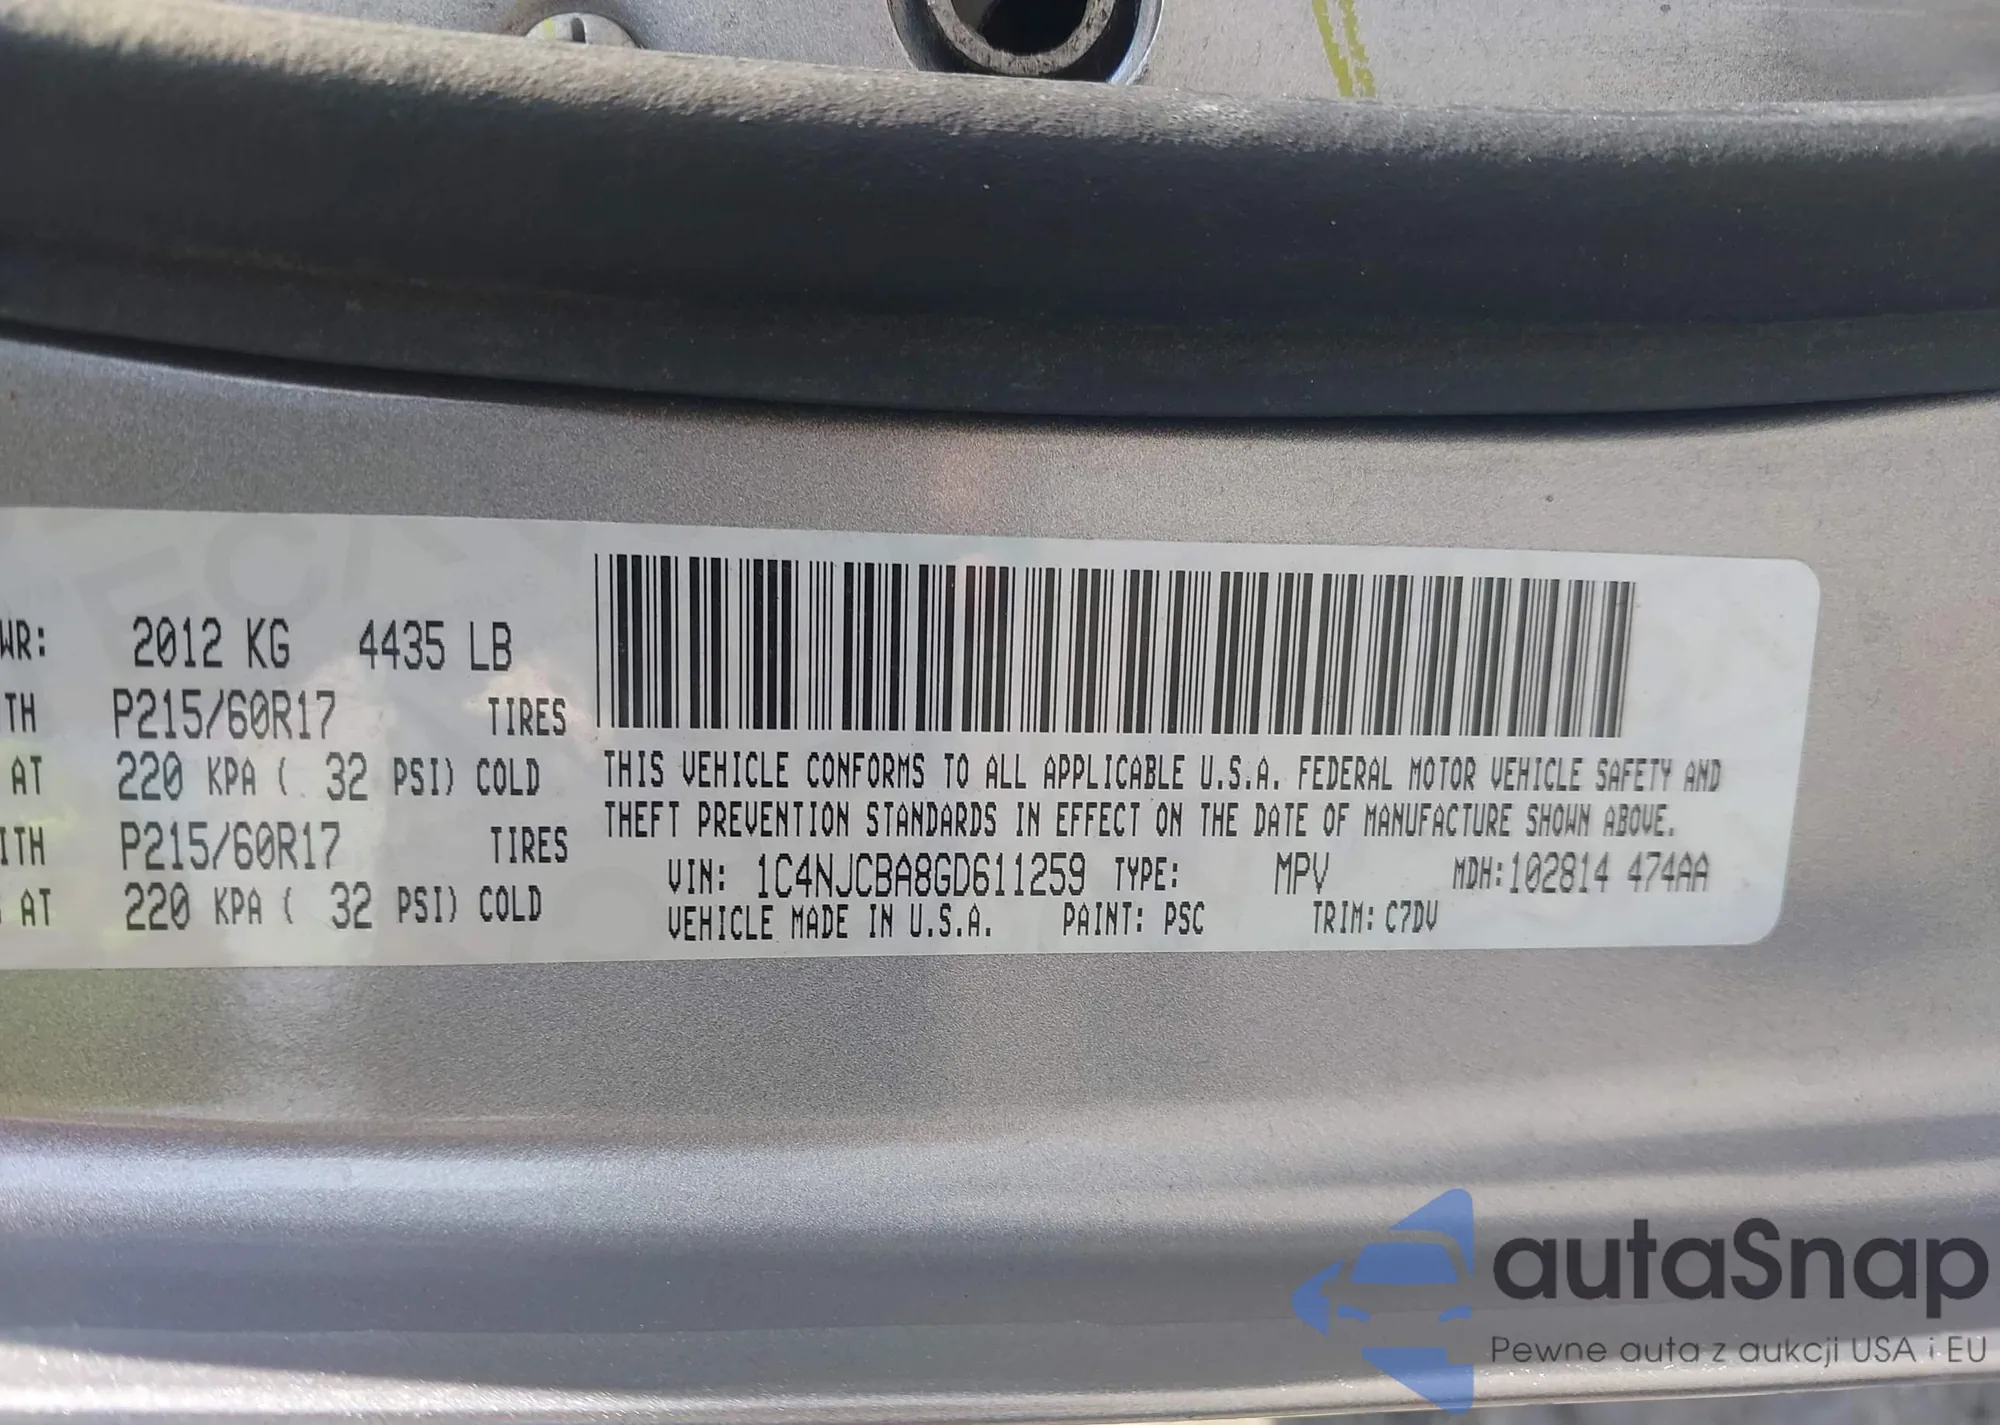 WR: 2012 KG 4435 LB
TH P215/60R17 TIRES
AT 220 KPA ( 32 PSI) COLD
ITH P215/60R17 TIRES
AT 220 KPA ( 32 PSI) COLD
THIS VEHICLE CONFORMS TO ALL APPLICABLE U.S.A. FEDERAL MOTOR VEHICLE SAFETY AND
THEFT PREVENTION STANDARDS IN EFFECT ON THE DATE OF MANUFACTURE SHOWN ABOVE.
VIN: 1C4NJCBA8GD611259 TYPE: MPV MDH:102814 474AA
VEHICLE MADE IN U.S.A. PAINT: PSC TRIM: C7DV
autaSnap
Pewne auta z aukcji USA i EU